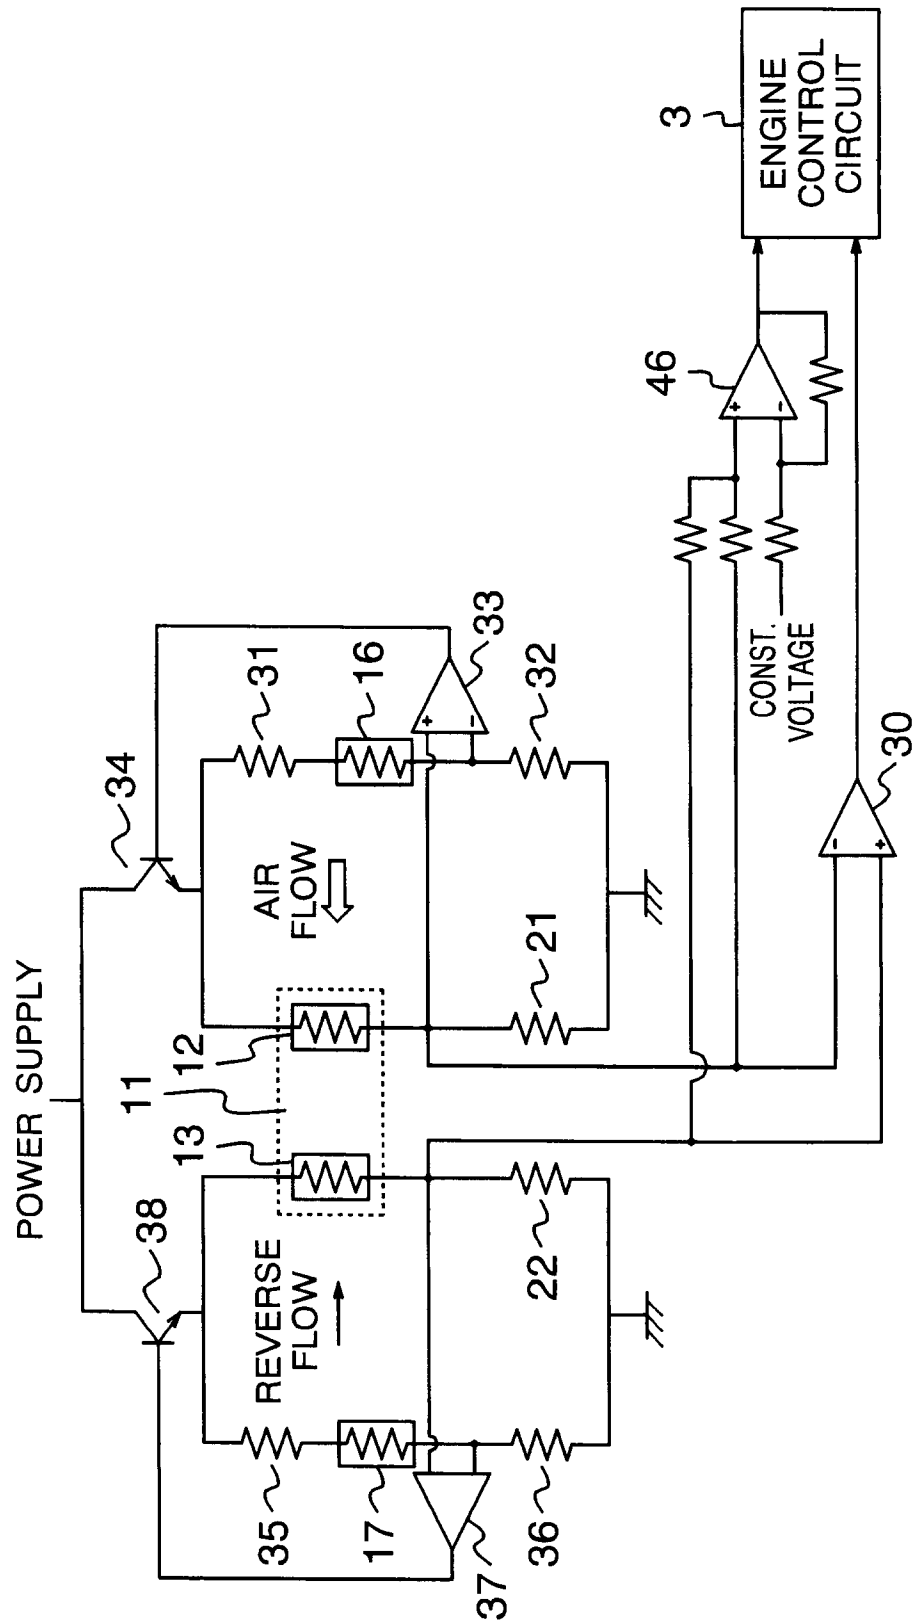 POWER SUPPLY
38
34
13
11
12
REVERSE
FLOW
AIR
FLOW
35
17
37
36
22
21
31
16
33
32
+
-
CONST.
VOLTAGE
46
+
-
30
-
+
3
ENGINE
CONTROL
CIRCUIT